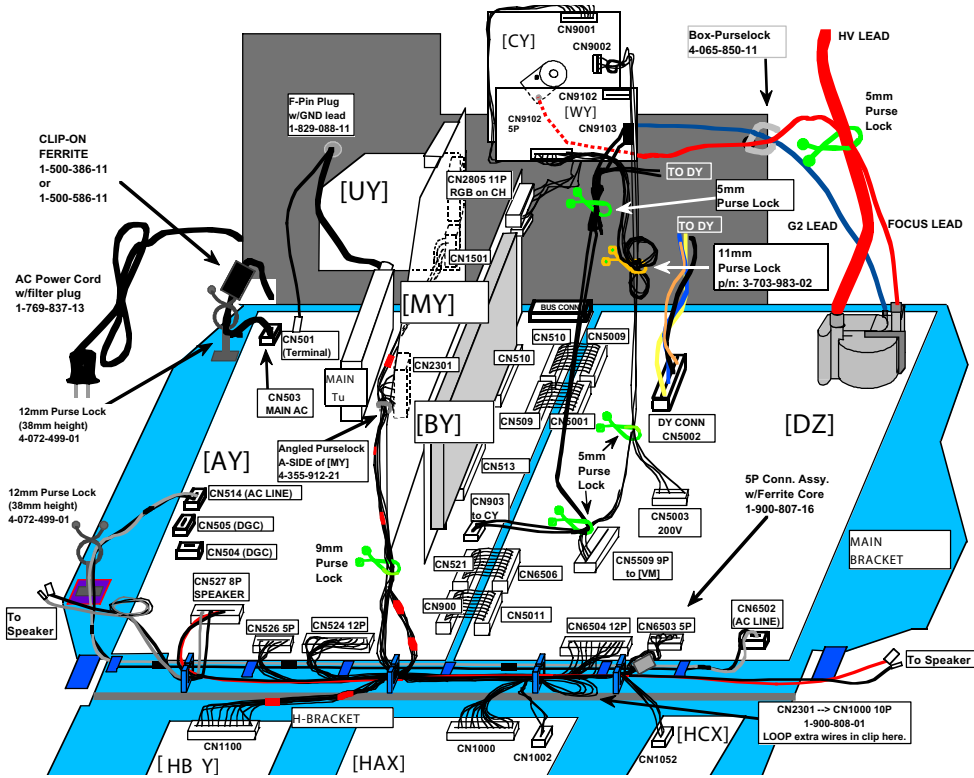 CN9001
[CY]
CN9002
Box-Purselock
4-065-850-11
HV LEAD
5mm
Purse
Lock
F-Pin Plug
w/GND lead
1-829-088-11
CN9102
[WY]
CN9102
5P
CN9103
CLIP-ON
FERRITE
1-500-386-11
or
1-500-586-11
[UY]
CN2805 11P
RGB on CH
TO DY
5mm
Purse Lock
TO DY
G2 LEAD
FOCUS LEAD
CN1501
11mm
Purse Lock
p/n: 3-703-983-02
AC Power Cord
w/filter plug
1-769-837-13
[MY]
BUS CONN
CN501
(Terminal)
CN510
CN5009
CN510
CN2301
CN503
MAIN AC
MAIN
Tu
12mm Purse Lock
(38mm height)
4-072-499-01
[BY]
CN509
CN5001
DY CONN
CN5002
[DZ]
Angled Purselock
A-SIDE of [MY]
4-355-912-21
[AY]
CN513
5mm
Purse
Lock
5P Conn. Assy.
w/Ferrite Core
1-900-807-16
12mm Purse Lock
(38mm height)
4-072-499-01
CN514 (AC LINE)
CN903
to CY
CN5003
200V
CN505 (DGC)
CN504 (DGC)
MAIN
BRACKET
9mm
Purse
Lock
CN521
CN6506
CN5509 9P
to [VM]
CN527 8P
SPEAKER
CN900
CN5011
To
Speaker
CN526 5P
CN524 12P
CN6504 12P
CN6503 5P
CN6502
(AC LINE)
To Speaker
CN2301 --> CN1000 10P
1-900-808-01
LOOP extra wires in clip here.
H-BRACKET
CN1100
CN1000
CN1002
CN1052
[HB Y]
[HAX]
[HCX]